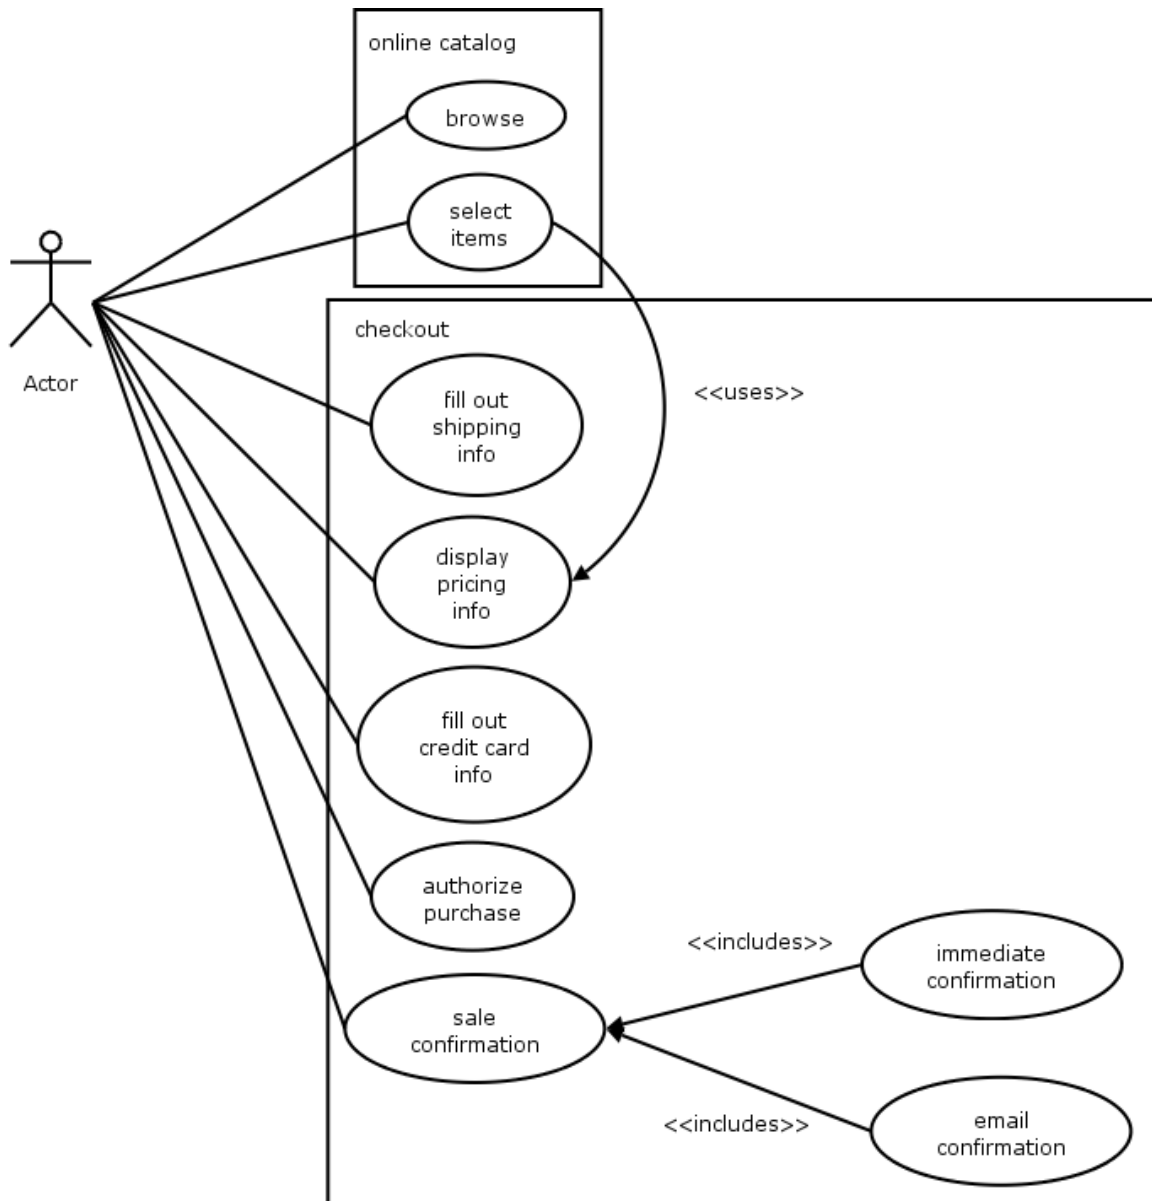 online catalog
browse
select
items
Actor
checkout
fill out
shipping
info
<<uses>>
display
pricing
info
fill out
credit card
info
authorize
purchase
<<includes>>
immediate
confirmation
sale
confirmation
<<includes>>
email
confirmation